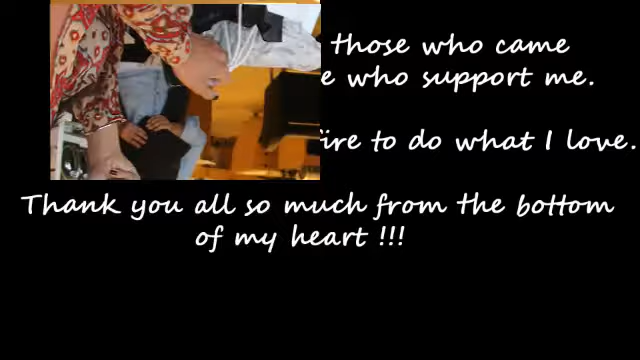 those who came
who support me.
to do what I love.
Thank you all so much from the bottom
of my heart !!!